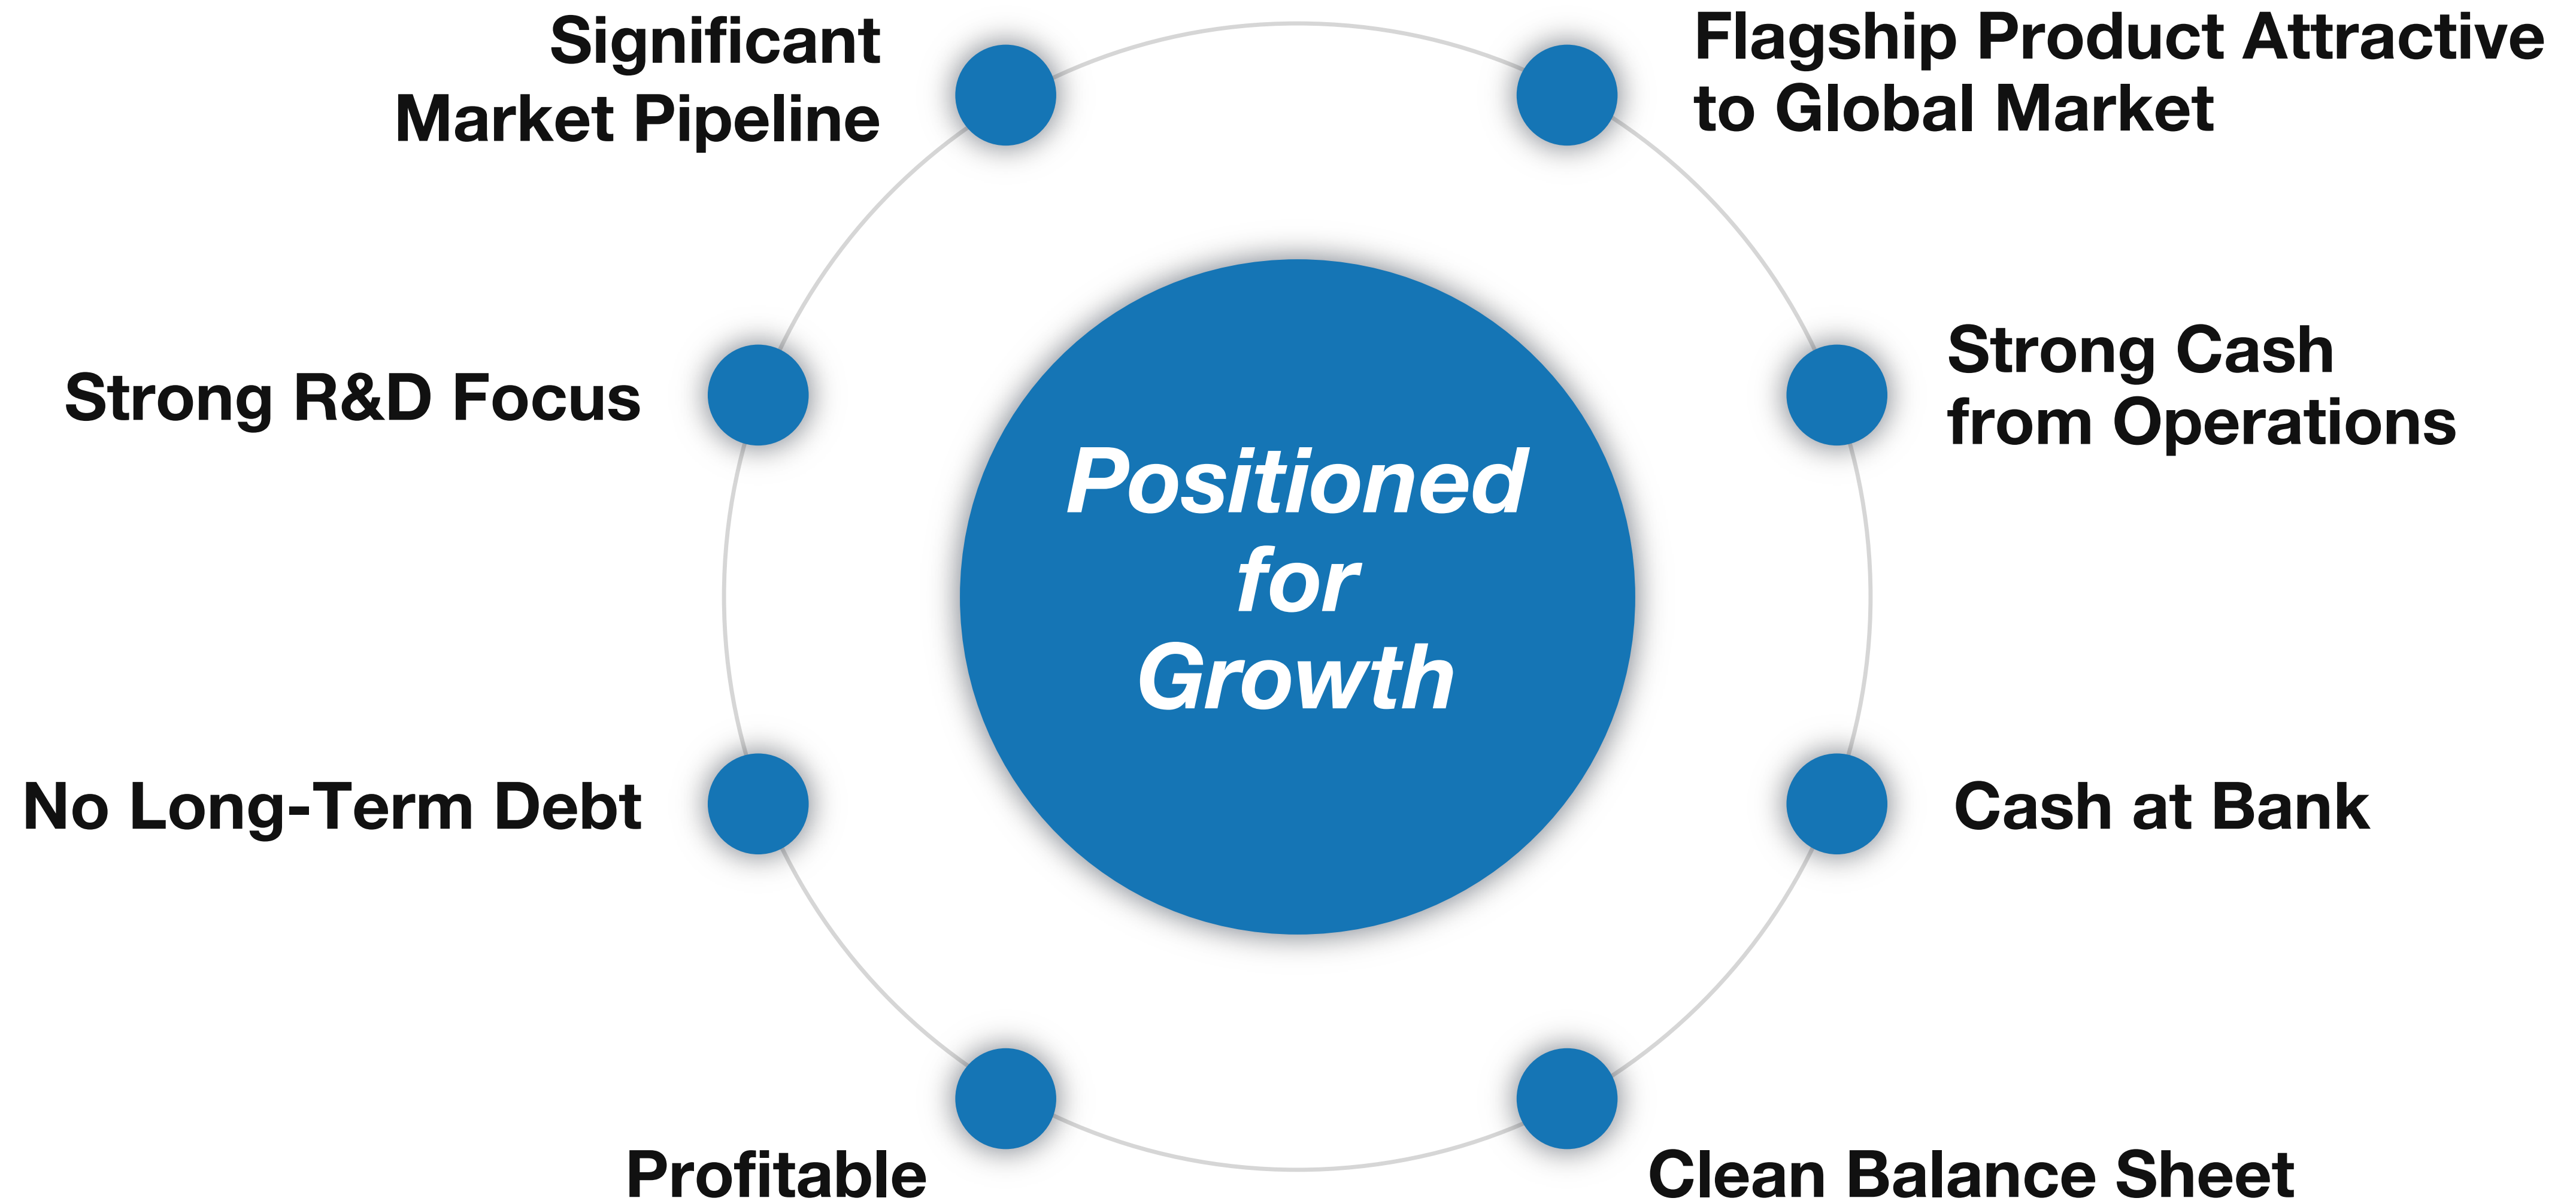 Significant
Market Pipeline
Flagship Product Attractive
to Global Market
Strong R&D Focus
Strong Cash
from Operations
Positioned
for
Growth
No Long-Term Debt
Cash at Bank
Profitable
Clean Balance Sheet